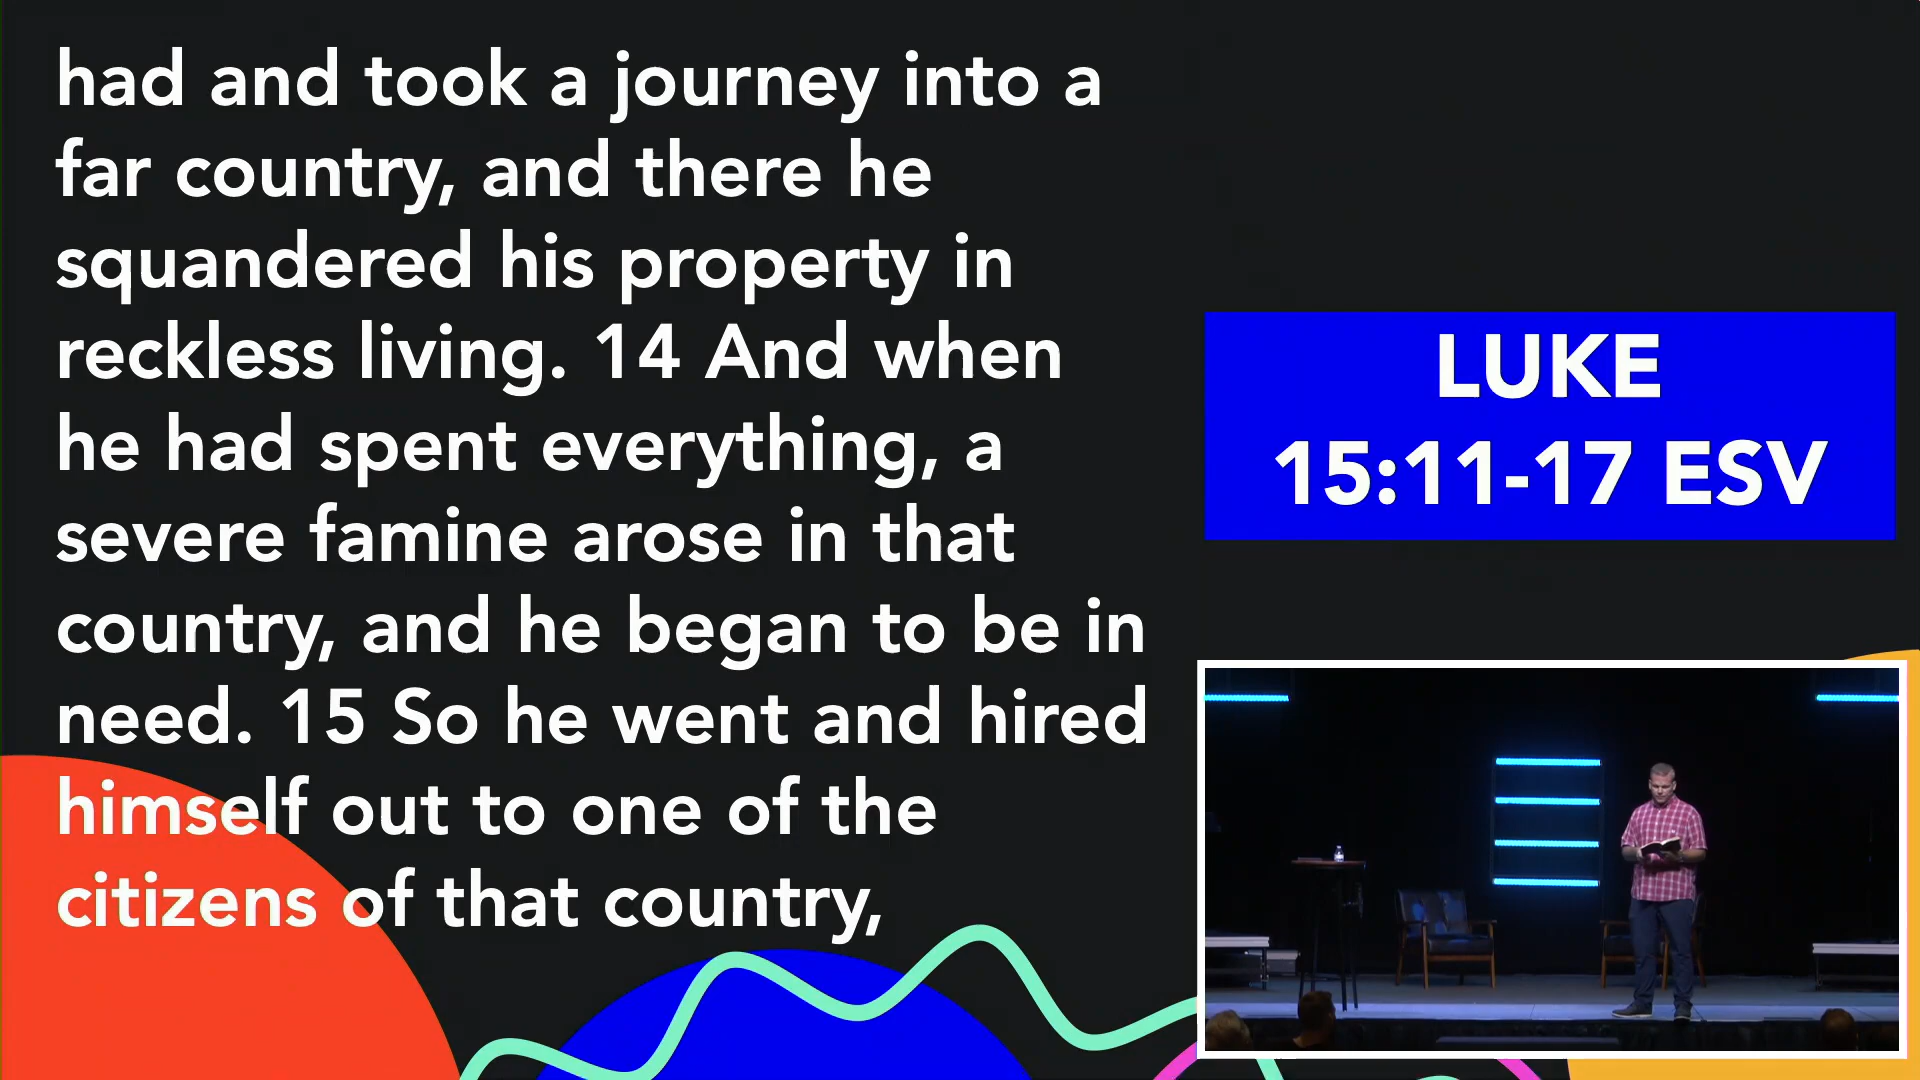 had and took a journey into a
far country, and there he
squandered his property in
reckless living. 14 And when
he had spent everything, a
severe famine arose in that
country, and he began to be in
need. 15 So he went and hired
himself out to one of the
citizens of that country,
LUKE
15:11-17 ESV